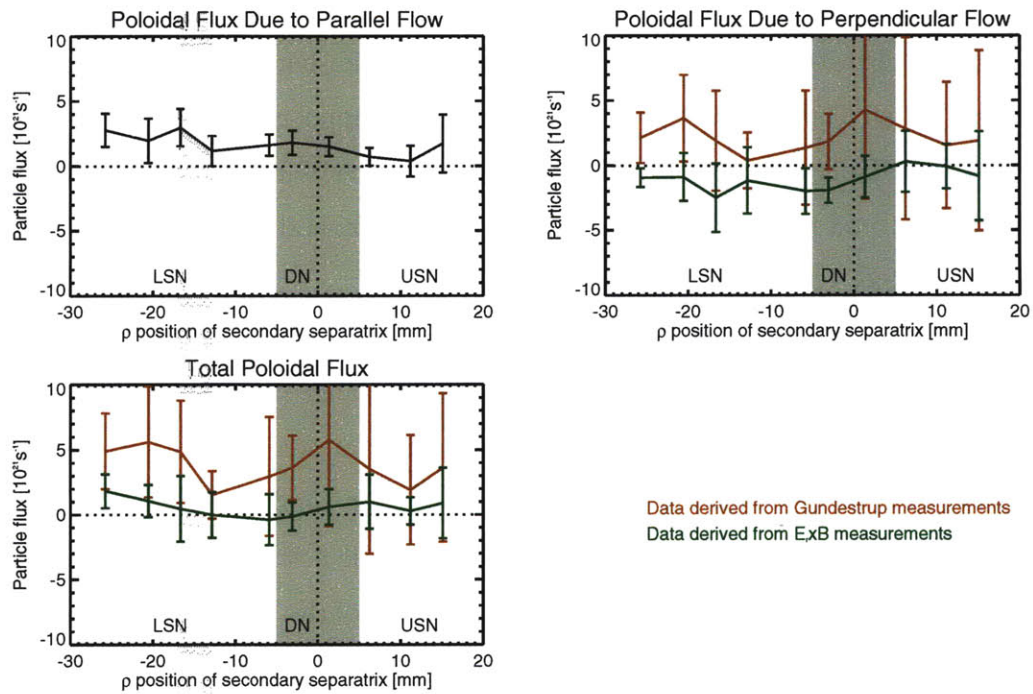 Poloidal Flux Due to Parallel Flow
Particle flux [10²¹s⁻¹]
10
5
0
-5
-10
LSN DN USN
-30 -20 -10 0 10 20
ρ position of secondary separatrix [mm]
Poloidal Flux Due to Perpendicular Flow
Particle flux [10²¹s⁻¹]
10
5
0
-5
-10
LSN DN USN
-30 -20 -10 0 10 20
ρ position of secondary separatrix [mm]
Total Poloidal Flux
Particle flux [10²¹s⁻¹]
10
5
0
-5
-10
LSN DN USN
-30 -20 -10 0 10 20
ρ position of secondary separatrix [mm]
Data derived from Gundestrup measurements
Data derived from E,xB measurements